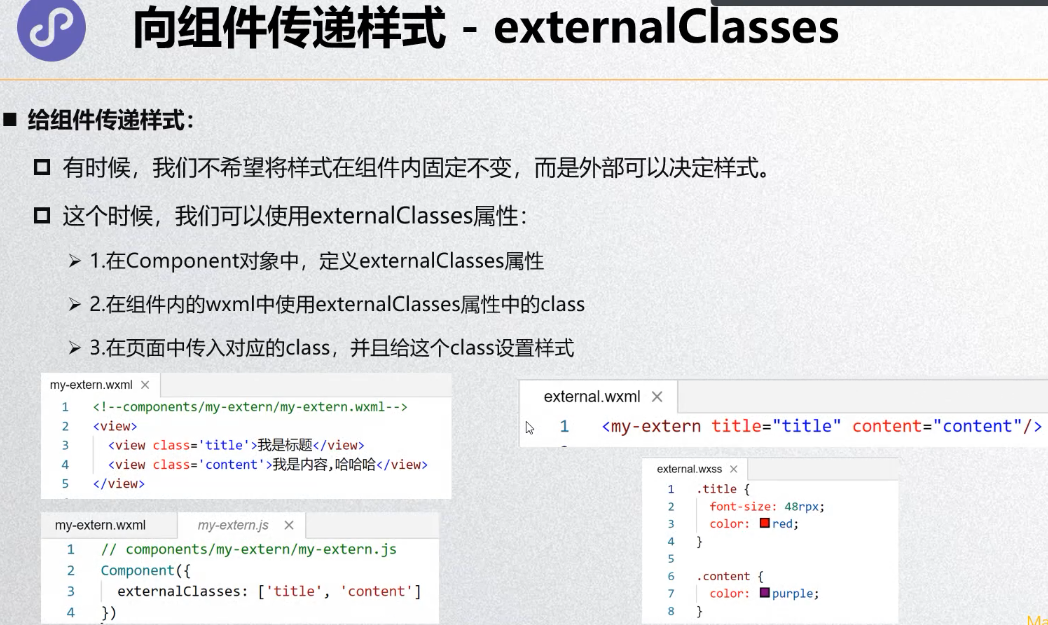 向组件传递样式 - externalClasses
给组件传递样式：
有时候，我们不希望将样式在组件内固定不变，而是外部可以决定样式。
这个时候，我们可以使用externalClasses属性：
1.在Component对象中，定义externalClasses属性
2.在组件内的wxml中使用externalClasses属性中的class
3.在页面中传入对应的class，并且给这个class设置样式
my-extern.wxml
1 <!--components/my-extern/my-extern.wxml-->
2 <view>
3 <view class='title'>我是标题</view>
4 <view class='content'>我是内容,哈哈哈</view>
5 </view>
my-extern.wxml my-extern.js
1 // components/my-extern/my-extern.js
2 Component({
3 externalClasses: ['title', 'content']
4 })
external.wxml
1 <my-extern title="title" content="content"/>
external.wxss
1 .title {
2 font-size: 48rpx;
3 color: red;
4 }
5
6 .content {
7 color: purple;
8 }